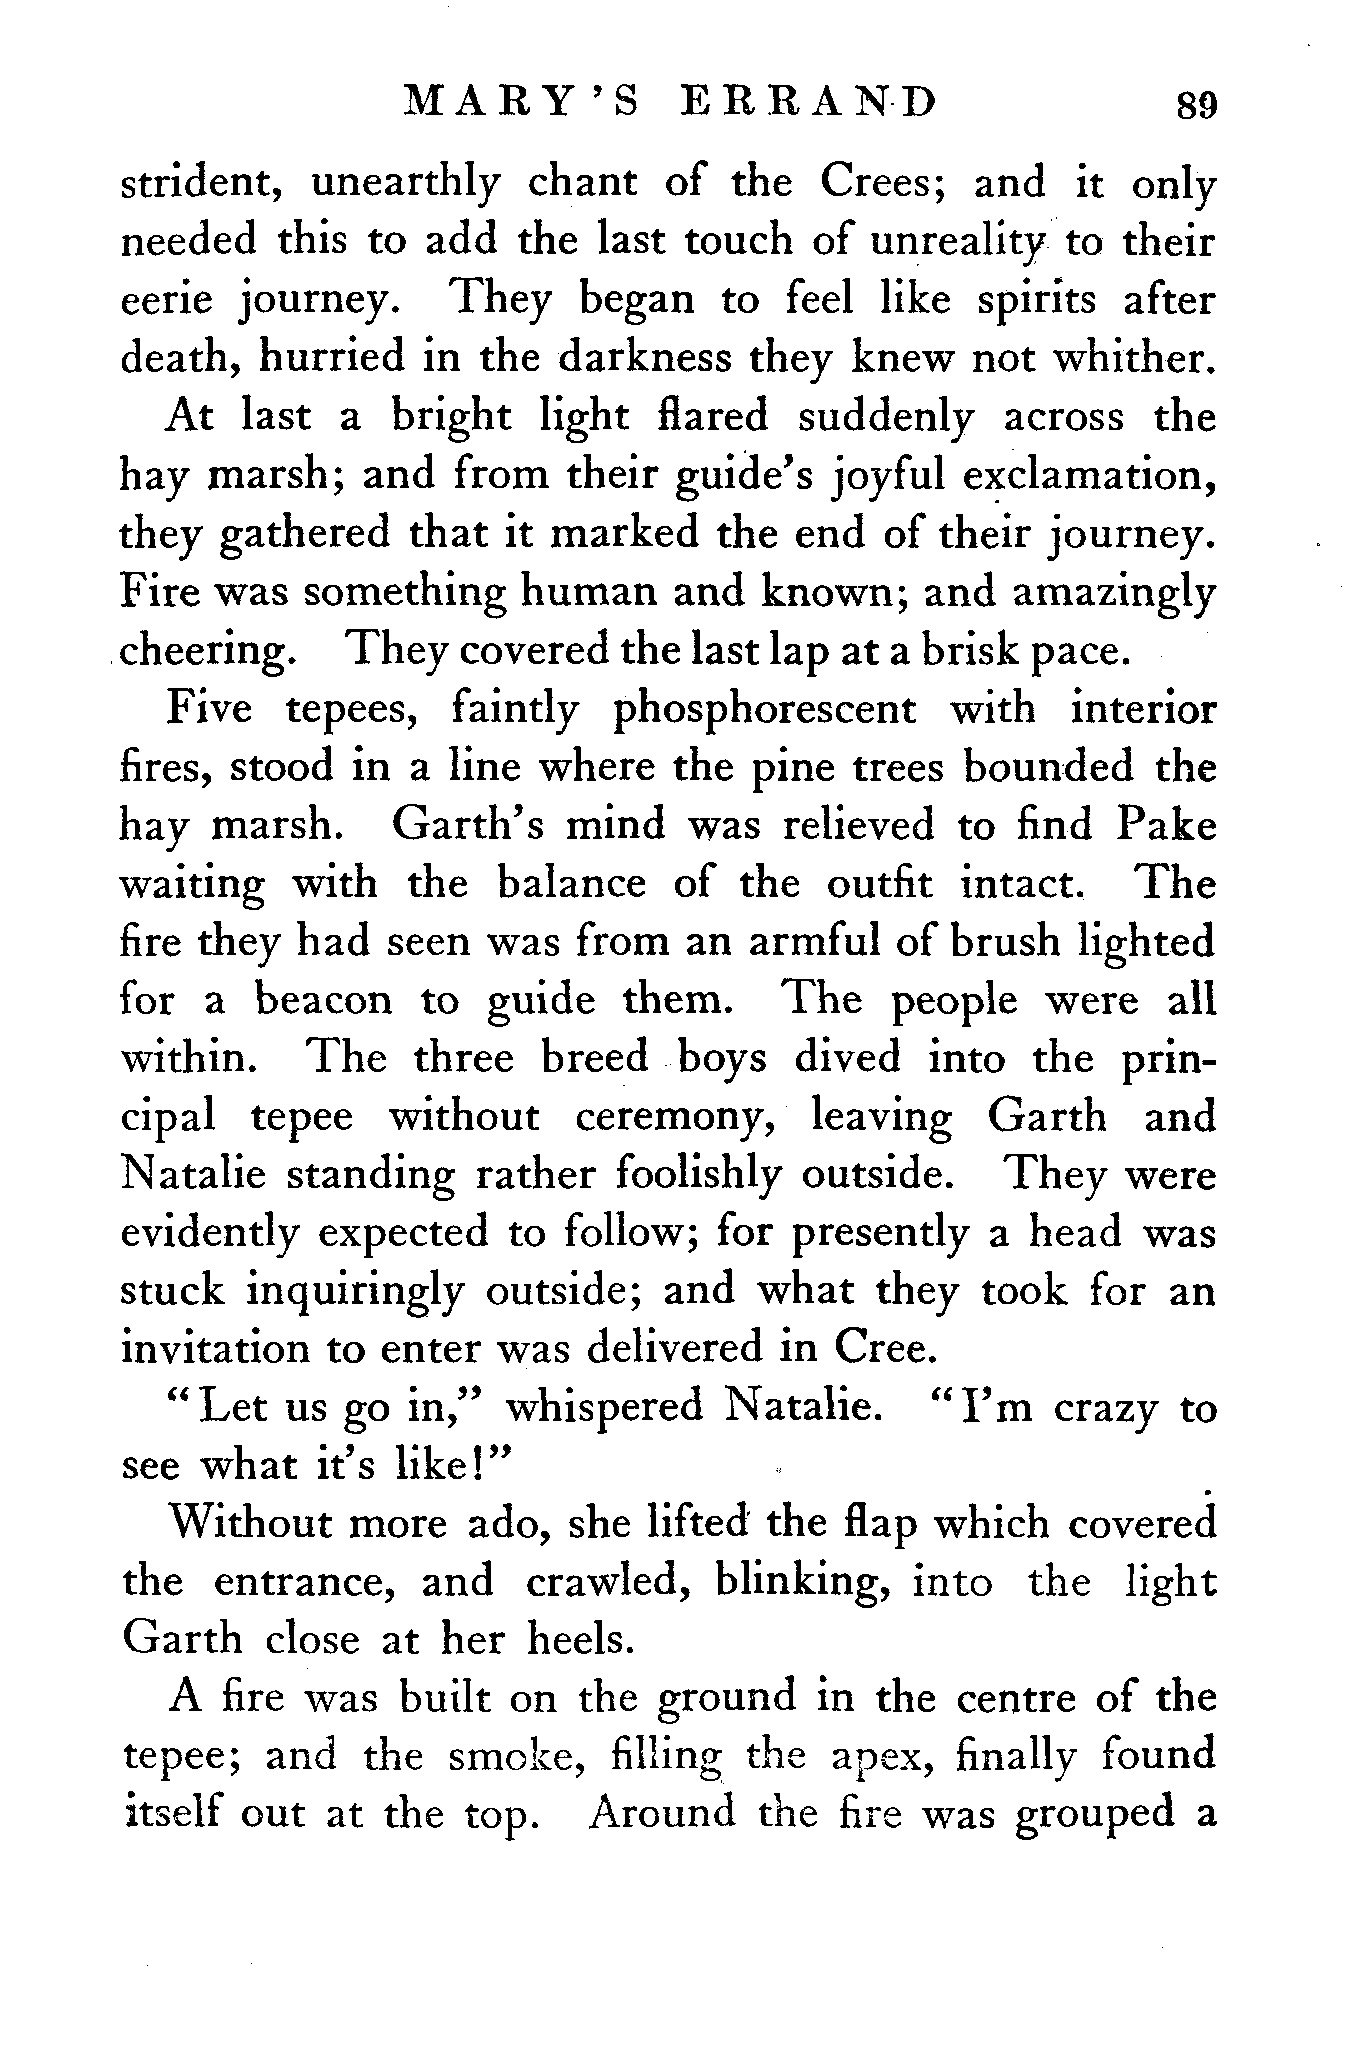 MARY'S ERRAND 89
strident, unearthly chant of the Crees; and it only
needed this to add the last touch of unreality to their
eerie journey. They began to feel like spirits after
death, hurried in the darkness they knew not whither.
At last a bright light flared suddenly across the
hay marsh; and from their guide's joyful exclamation,
they gathered that it marked the end of their journey.
Fire was something human and known; and amazingly
cheering. They covered the last lap at a brisk pace.
Five tepees, faintly phosphorescent with interior
fires, stood in a line where the pine trees bounded the
hay marsh. Garth's mind was relieved to find Pake
waiting with the balance of the outfit intact. The
fire they had seen was from an armful of brush lighted
for a beacon to guide them. The people were all
within. The three breed boys dived into the prin-
cipal tepee without ceremony, leaving Garth and
Natalie standing rather foolishly outside. They were
evidently expected to follow; for presently a head was
stuck inquiringly outside; and what they took for an
invitation to enter was delivered in Cree.
"Let us go in," whispered Natalie. "I'm crazy to
see what it's like!"
Without more ado, she lifted the flap which covered
the entrance, and crawled, blinking, into the light
Garth close at her heels.
A fire was built on the ground in the centre of the
tepee; and the smoke, filling the apex, finally found
itself out at the top. Around the fire was grouped a